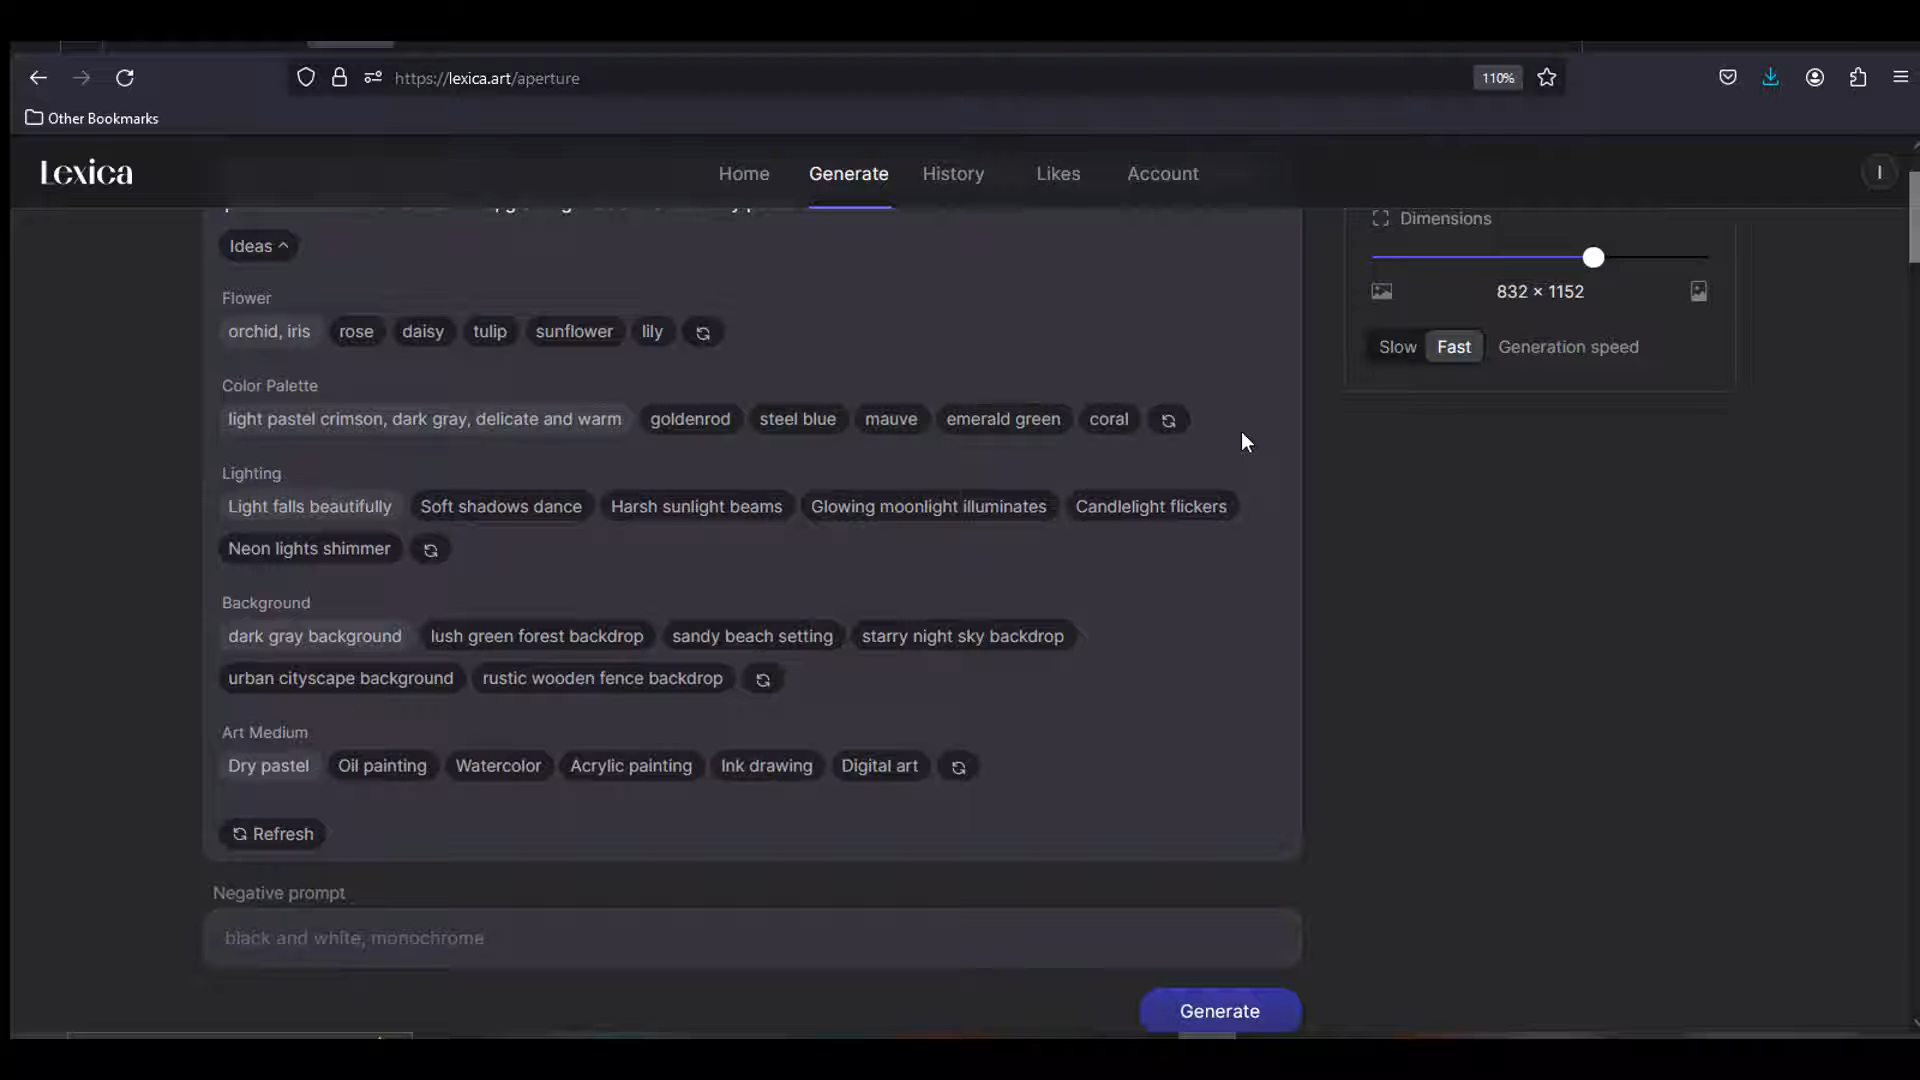 https://lexica.art/aperture
110%
Other Bookmarks
Lexica
Home Generate History Likes Account
I
Ideas
Dimensions
832 × 1152
Slow Fast Generation speed
Flower
orchid, iris rose daisy tulip sunflower lily
Color Palette
light pastel crimson, dark gray, delicate and warm goldenrod steel blue mauve emerald green coral
Lighting
Light falls beautifully Soft shadows dance Harsh sunlight beams Glowing moonlight illuminates Candlelight flickers
Neon lights shimmer
Background
dark gray background lush green forest backdrop sandy beach setting starry night sky backdrop
urban cityscape background rustic wooden fence backdrop
Art Medium
Dry pastel Oil painting Watercolor Acrylic painting Ink drawing Digital art
Refresh
Negative prompt
black and white, monochrome
Generate